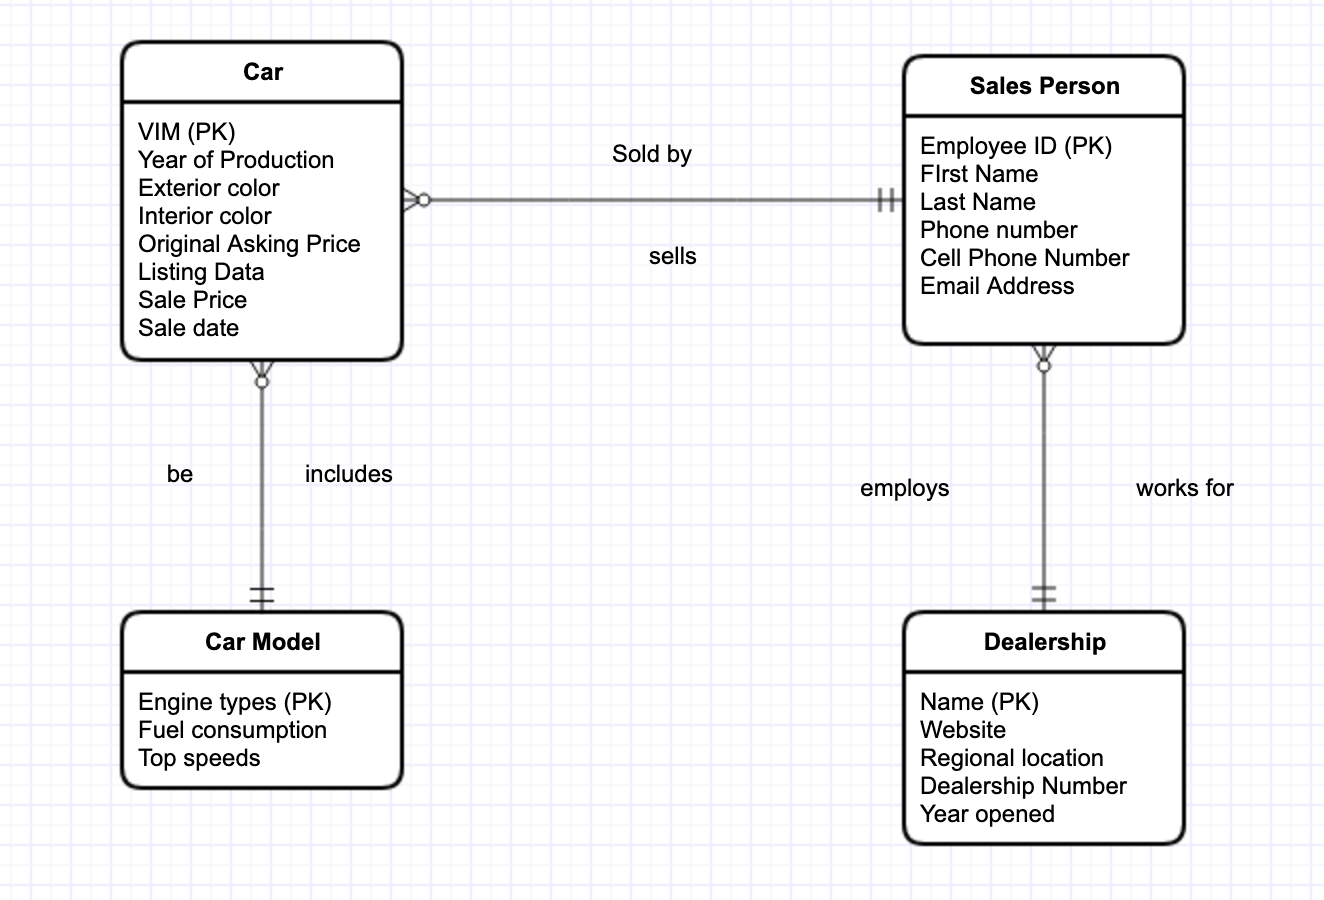 Car
VIM (PK)
Year of Production
Exterior color
Interior color
Original Asking Price
Listing Data
Sale Price
Sale date
Sold by
sells
Sales Person
Employee ID (PK)
FIrst Name
Last Name
Phone number
Cell Phone Number
Email Address
be
includes
employs
works for
Car Model
Engine types (PK)
Fuel consumption
Top speeds
Dealership
Name (PK)
Website
Regional location
Dealership Number
Year opened